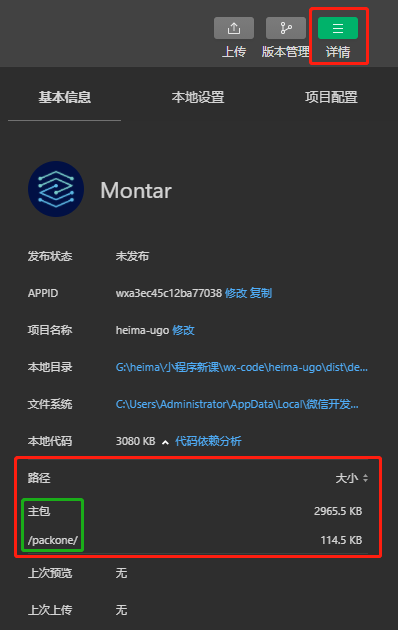 上传 版本管理 详情
基本信息 本地设置 项目配置
Montar
发布状态 未发布
APPID wxa3ec45c12ba77038 修改 复制
项目名称 heima-ugo 修改
本地目录 G:\heima\小程序新课\wx-code\heima-ugo\dist\de...
文件系统 C:\Users\Administrator\AppData\Local\微信开发...
本地代码 3080 KB 代码依赖分析
路径 大小
主包 2965.5 KB
/packone/ 114.5 KB
上次预览 无
上次上传 无